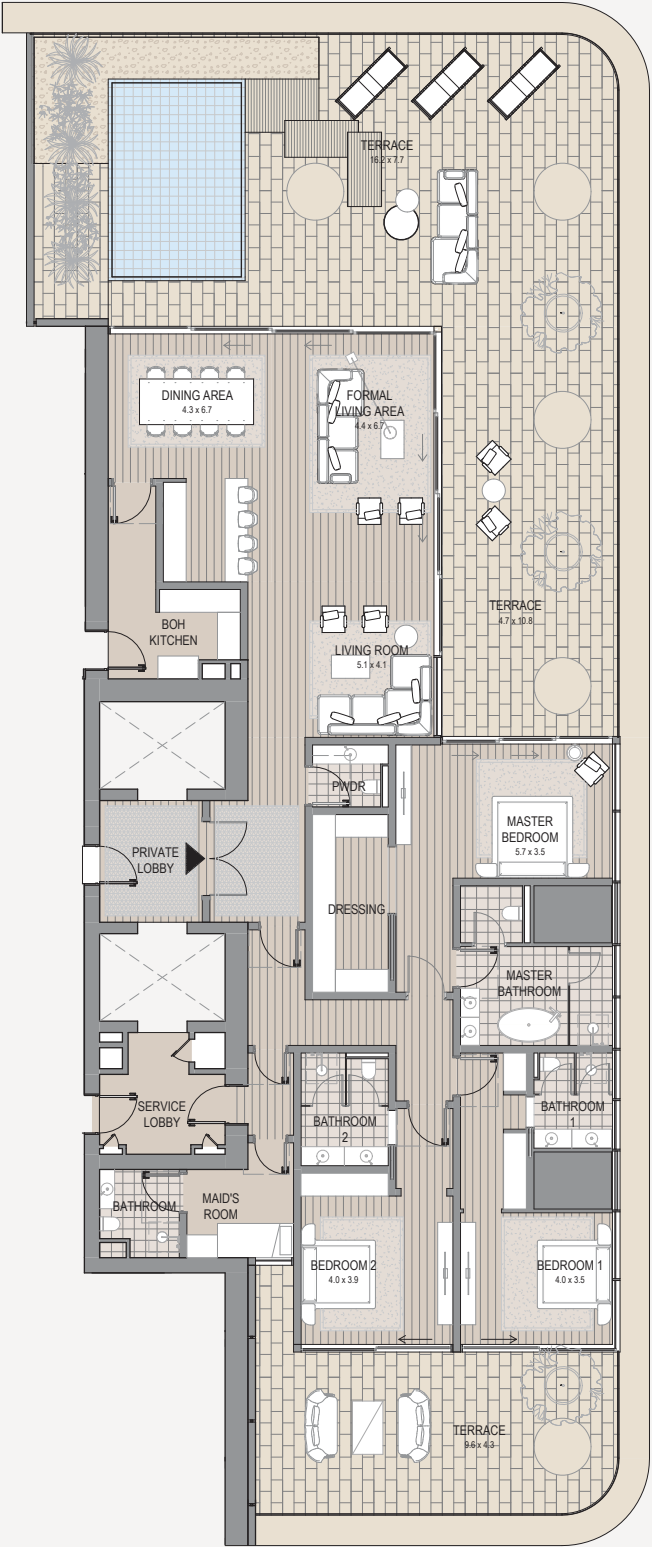 TERRACE
16.2 x 7.7
DINING AREA
4.3 x 6.7
FORMAL
LIVING AREA
4.4 x 6.7
BOH
KITCHEN
TERRACE
4.7 x 10.8
LIVING ROOM
5.1 x 4.1
PWDR
MASTER
BEDROOM
5.7 x 3.5
PRIVATE
LOBBY
DRESSING
MASTER
BATHROOM
SERVICE
LOBBY
BATHROOM
2
BATHROOM
1
BATHROOM
MAID'S
ROOM
BEDROOM 2
4.0 x 3.9
BEDROOM 1
4.0 x 3.5
TERRACE
9.6 x 4.3